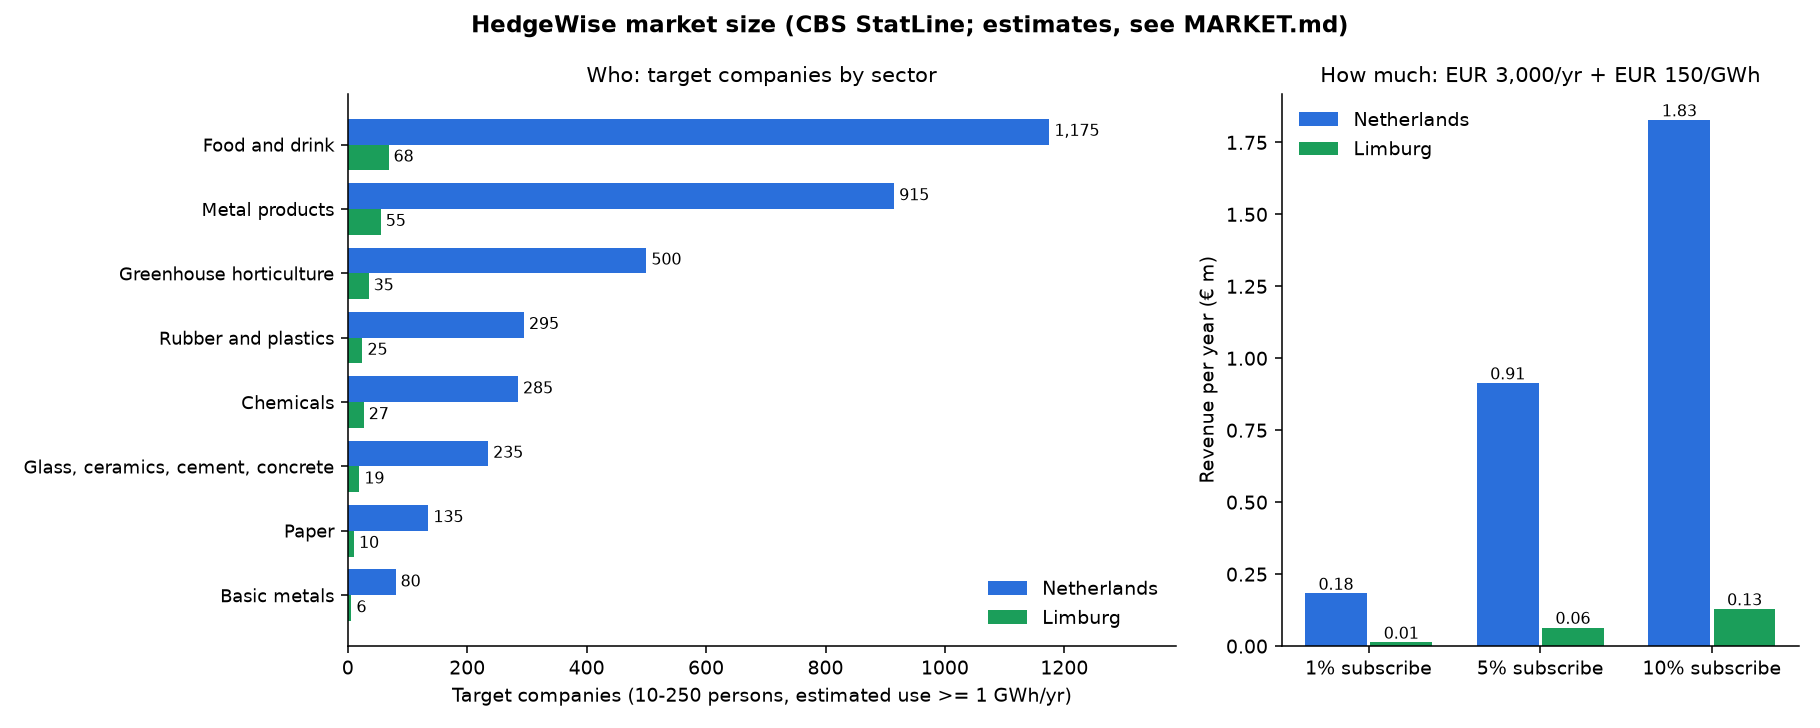 HedgeWise market size (CBS StatLine; estimates, see MARKET.md)
Who: target companies by sector
Food and drink
1,175
68
Metal products
915
55
Greenhouse horticulture
500
35
Rubber and plastics
295
25
Chemicals
285
27
Glass, ceramics, cement, concrete
235
19
Paper
135
10
Basic metals
80
6
Netherlands
Limburg
0 200 400 600 800 1000 1200
Target companies (10-250 persons, estimated use >= 1 GWh/yr)
How much: EUR 3,000/yr + EUR 150/GWh
Netherlands
Limburg
Revenue per year (€ m)
1.75
1.50
1.25
1.00
0.75
0.50
0.25
0.00
0.18
0.01
0.91
0.06
1.83
0.13
1% subscribe 5% subscribe 10% subscribe